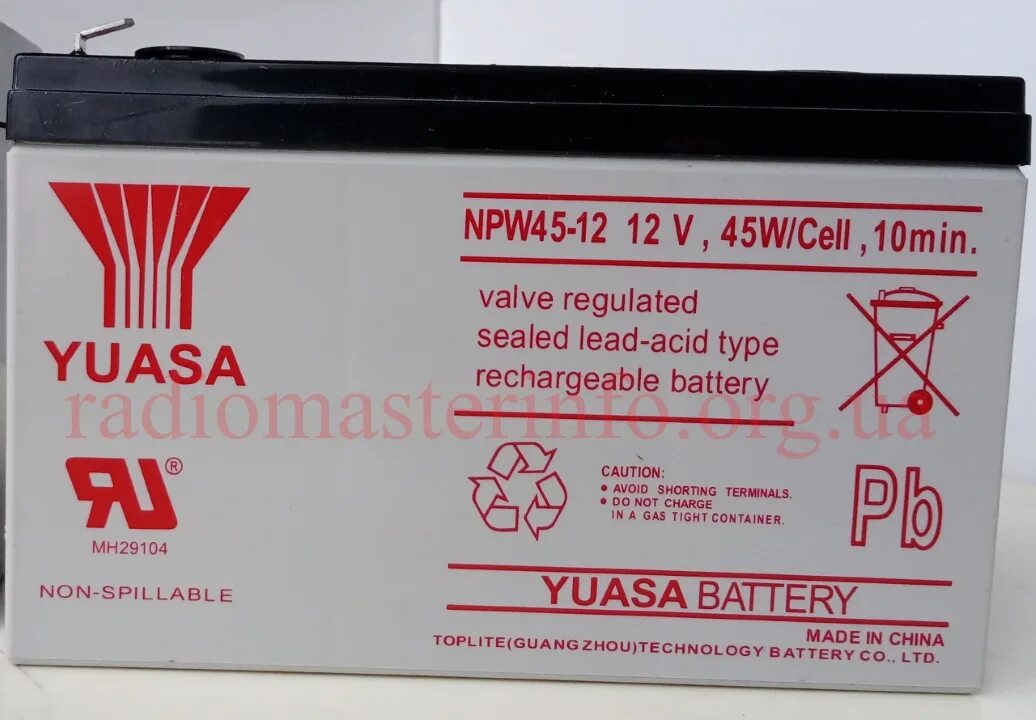 YUASA
NPW45-12 12 V , 45W/Cell , 10min.
valve regulated
sealed lead-acid type
rechargeable battery
radiomasterinfo.org.ua
RU®
MH29104
NON-SPILLABLE
CAUTION:
• AVOID SHORTING TERMINALS.
• DO NOT CHARGE
IN A GAS TIGHT CONTAINER.
Pb
YUASA BATTERY
MADE IN CHINA
TOPLITE(GUANG ZHOU)TECHNOLOGY BATTERY CO., LTD.